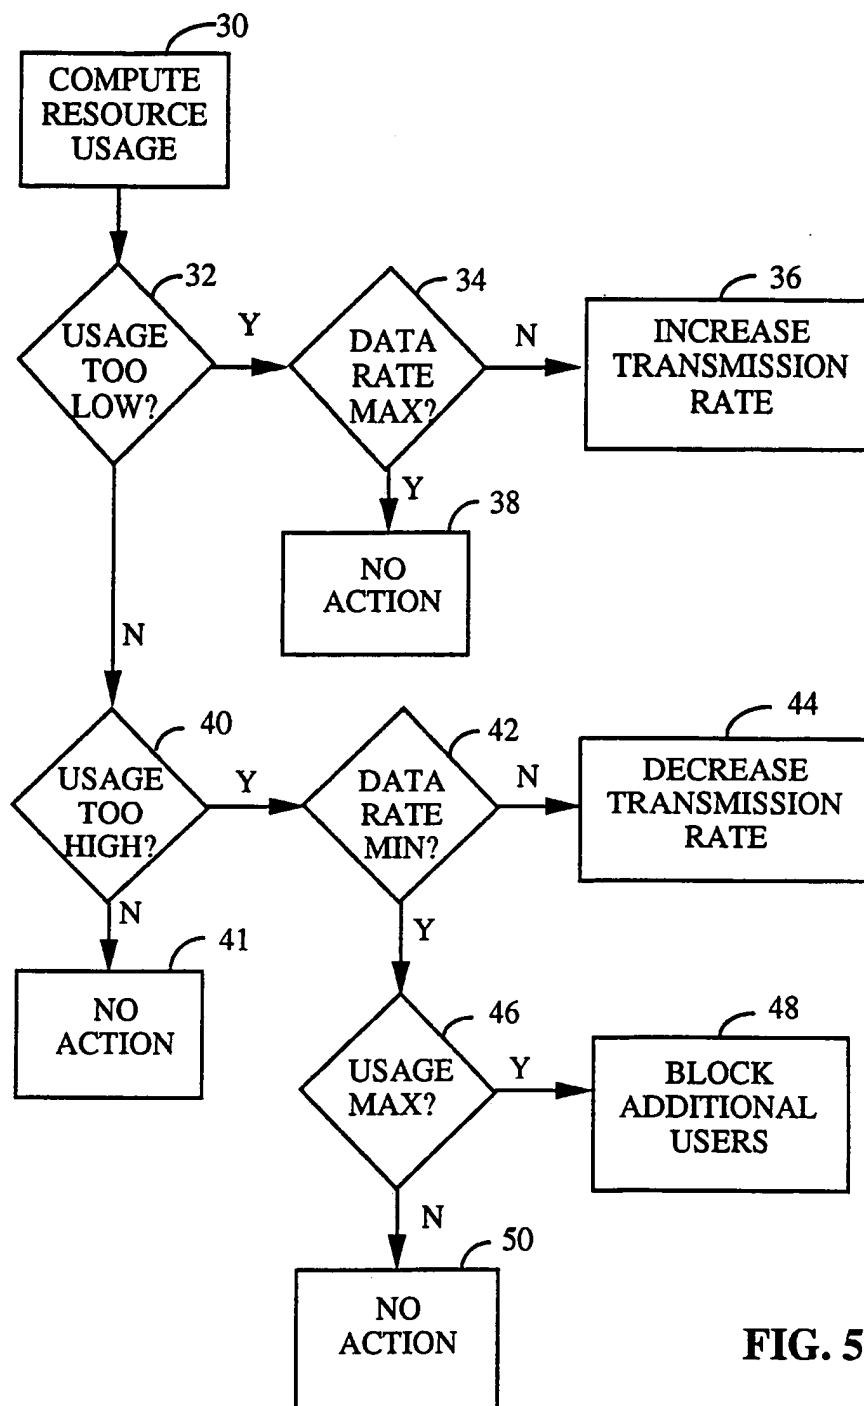 30
COMPUTE
RESOURCE
USAGE
32
USAGE
TOO
LOW?
Y
34
DATA
RATE
MAX?
N
36
INCREASE
TRANSMISSION
RATE
Y
38
NO
ACTION
N
40
USAGE
TOO
HIGH?
Y
42
DATA
RATE
MIN?
N
44
DECREASE
TRANSMISSION
RATE
N
41
NO
ACTION
Y
46
USAGE
MAX?
Y
48
BLOCK
ADDITIONAL
USERS
N
50
NO
ACTION
FIG. 5